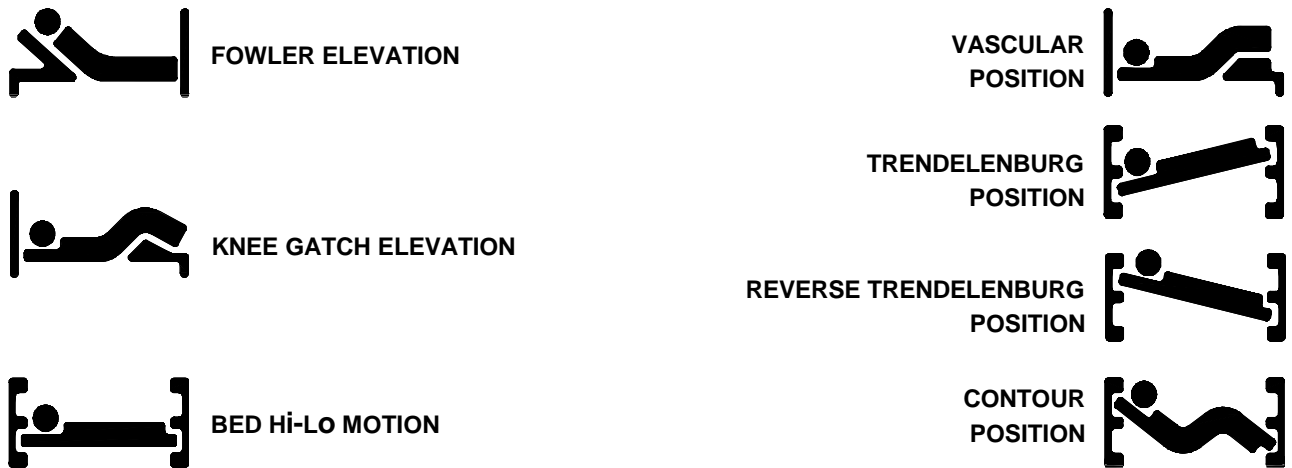 FOWLER ELEVATION
KNEE GATCH ELEVATION
BED Hi-Lo MOTION
VASCULAR
POSITION
TRENDELENBURG
POSITION
REVERSE TRENDELENBURG
POSITION
CONTOUR
POSITION